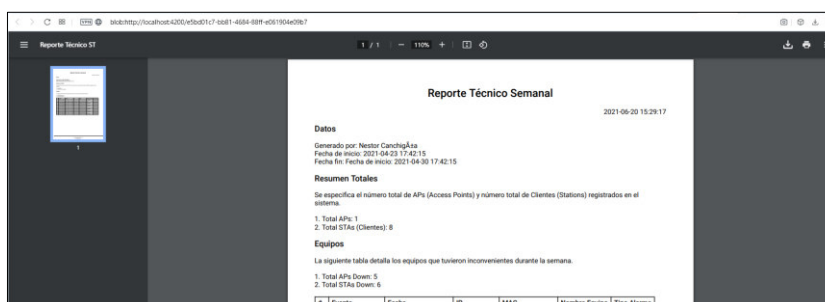 VPN blob:http://localhost:4200/e5bd01c7-bb81-4684-88ff-e061904e09b7
Reporte Técnico ST
1 / 1
110%
1
Reporte Técnico Semanal
2021-06-20 15:29:17
Datos
Generado por: Nestor CanchigÃ±a
Fecha de inicio: 2021-04-23 17:42:15
Fecha fin: Fecha de inicio: 2021-04-30 17:42:15
Resumen Totales
Se especifica el número total de APs (Access Points) y número total de Clientes (Stations) registrados en el
sistema.
1. Total APs: 1
2. Total STAs (Clientes): 8
Equipos
La siguiente tabla detalla los equipos que tuvieron inconvenientes durante la semana.
1. Total APs Down: 5
2. Total STAs Down: 6
# Evento Fecha IP MAC Nombre Equipo Tipo Alarma